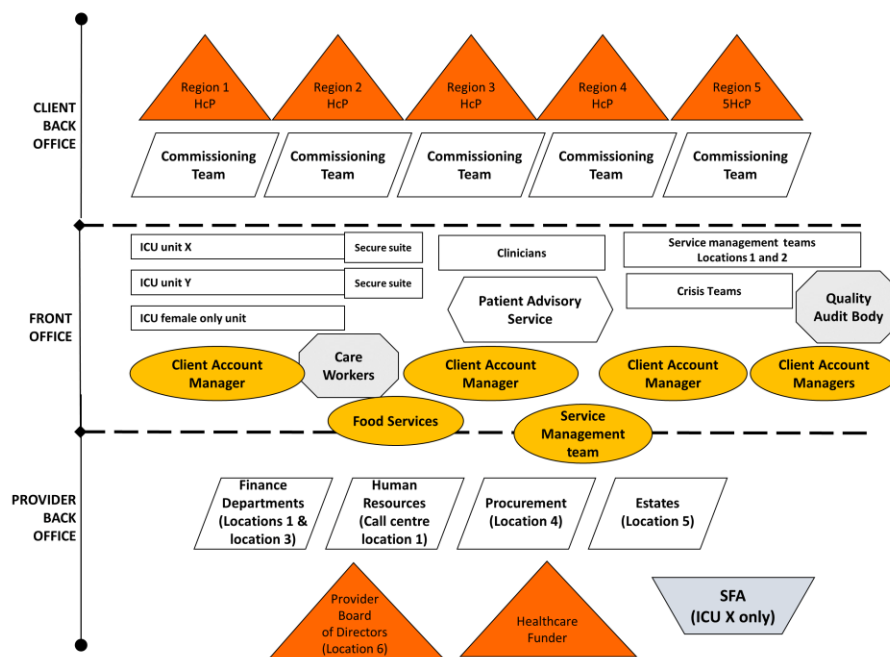 CLIENT
BACK
OFFICE
Region 1
HcP
Region 2
HcP
Region 3
HcP
Region 4
HcP
Region 5
5HcP
Commissioning
Team
Commissioning
Team
Commissioning
Team
Commissioning
Team
Commissioning
Team
FRONT
OFFICE
ICU unit X
Secure suite
Clinicians
Service management teams
Locations 1 and 2
ICU unit Y
Secure suite
Patient Advisory
Service
Crisis Teams
Quality
Audit Body
ICU female only unit
Client Account
Manager
Care
Workers
Client Account
Manager
Client Account
Manager
Client Account
Managers
Food Services
Service
Management
team
PROVIDER
BACK
OFFICE
Finance
Departments
(Locations 1 &
location 3)
Human
Resources
(Call centre
location 1)
Procurement
(Location 4)
Estates
(Location 5)
Provider
Board
of Directors
(Location 6)
Healthcare
Funder
SFA
(ICU X only)